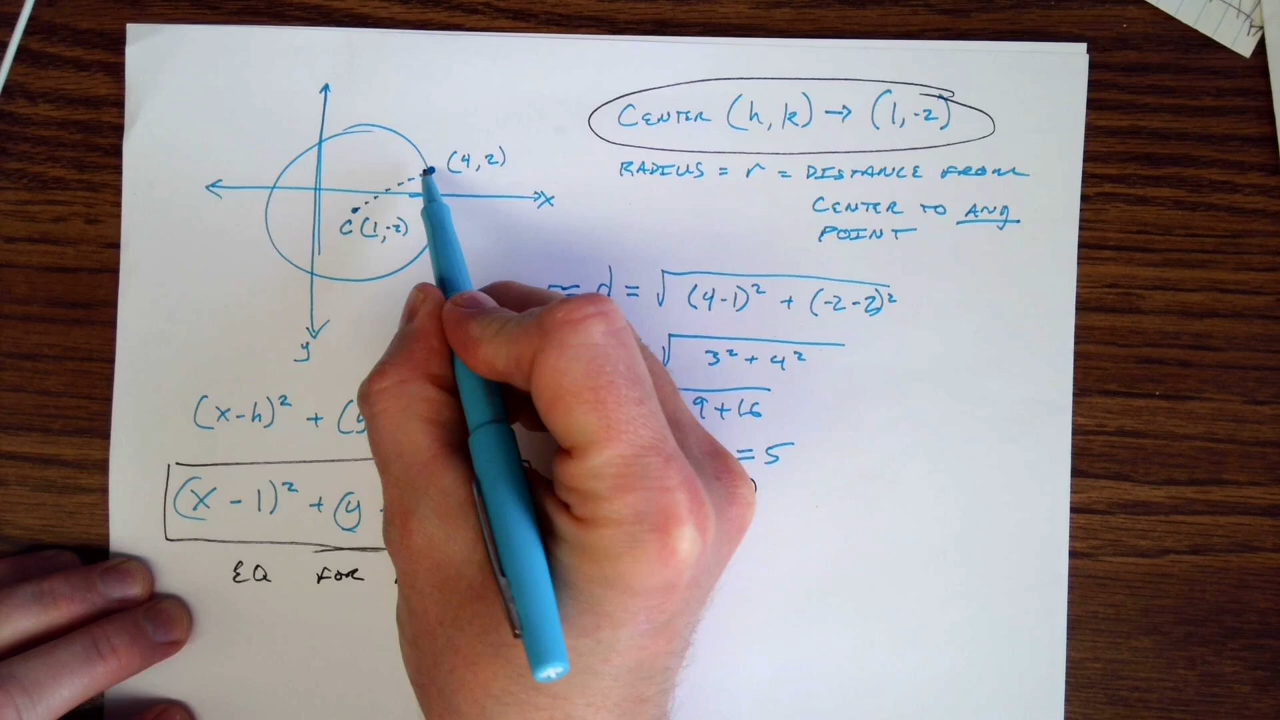 CENTER (h, k) → (1, -2)
(4, 2)
RADIUS = r = DISTANCE FROM
x
CENTER TO ANY
C (1, -2)
POINT
d = √(4-1)² + (-2-2)²
y
√3² + 4²
(x-h)² + (y
9+16
= 5
(x - 1)² + (y -
EQ FOR